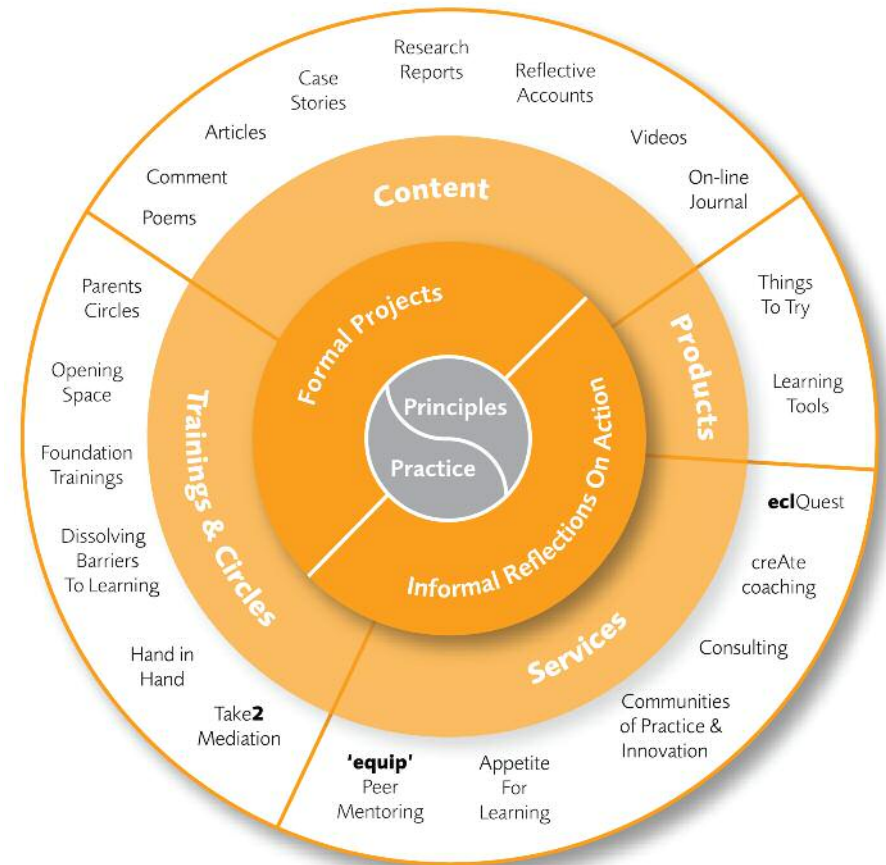 Research
Reports
Reflective
Accounts
Case
Stories
Articles
Videos
Comment
On-line
Journal
Poems
Content
Parents
Circles
Things
To Try
Formal Projects
Products
Opening
Space
Learning
Tools
Principles
Practice
Trainings & Circles
Informal Reflections On Action
Foundation
Trainings
eclQuest
Dissolving
Barriers
To Learning
creAte
coaching
Services
Hand in
Hand
Consulting
Take2
Mediation
Communities
of Practice &
Innovation
'equip'
Peer
Mentoring
Appetite
For
Learning